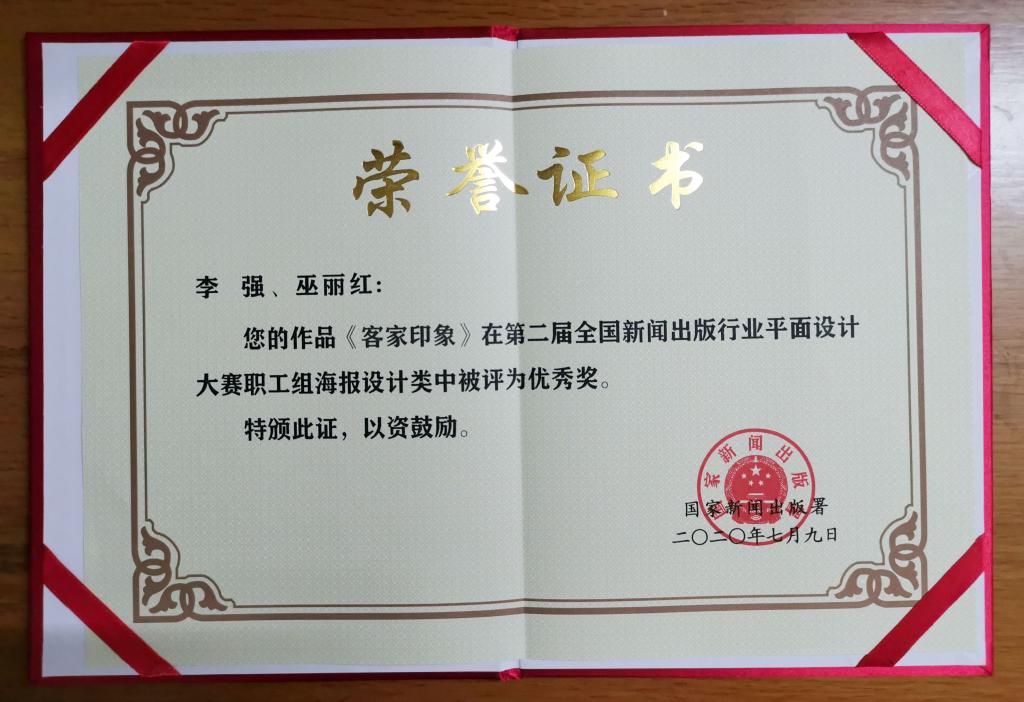 荣誉证书
李 强、巫丽红:
您的作品《客家印象》在第二届全国新闻出版行业平面设计
大赛职工组海报设计类中被评为优秀奖。
特颁此证，以资鼓励。
国家新闻出版署
国家新闻出版署
二〇二〇年七月九日